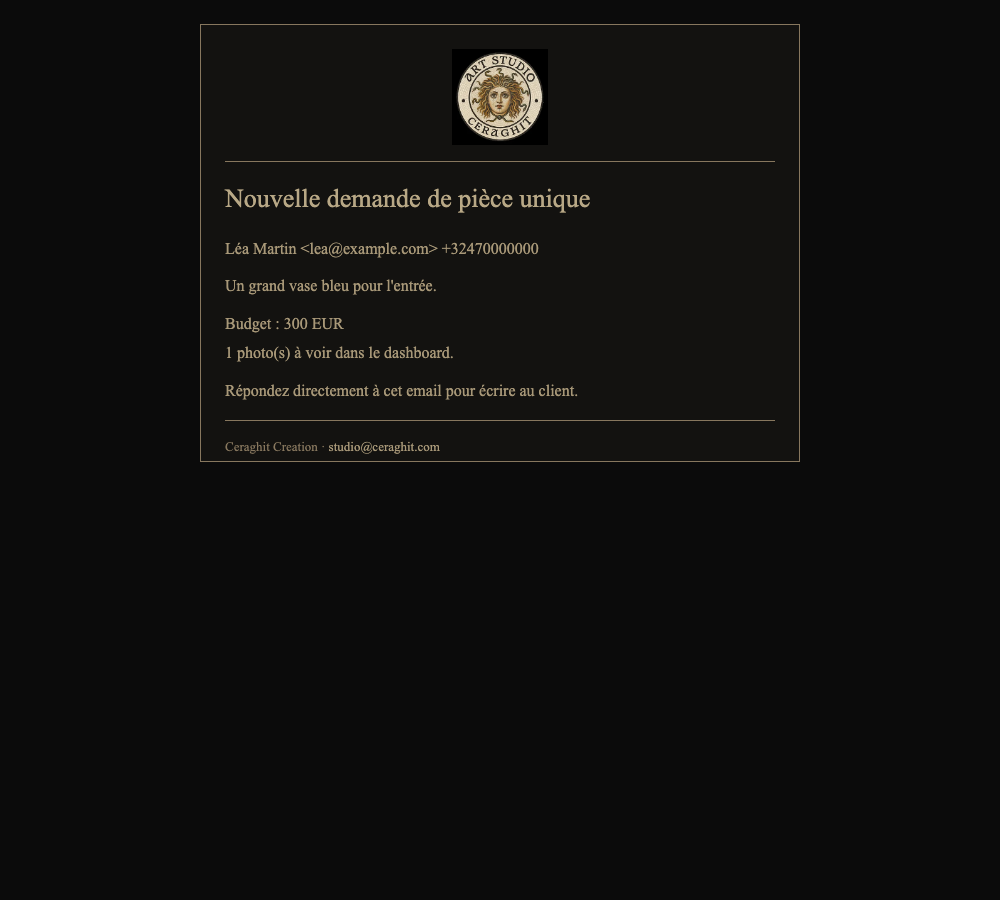 ART STUDIO
CERAGHIT
Nouvelle demande de pièce unique
Léa Martin <lea@example.com> +32470000000
Un grand vase bleu pour l'entrée.
Budget : 300 EUR
1 photo(s) à voir dans le dashboard.
Répondez directement à cet email pour écrire au client.
Ceraghit Creation · studio@ceraghit.com